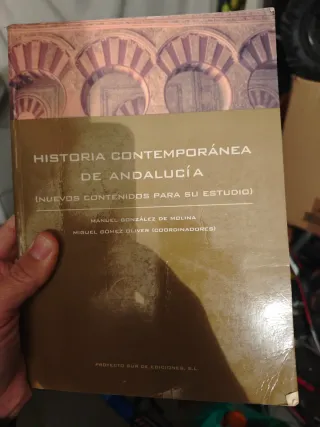 HISTORIA CONTEMPORÁNEA
DE ANDALUCÍA
(NUEVOS CONTENIDOS PARA SU ESTUDIO)
MANUEL GONZÁLEZ DE MOLINA
MIGUEL GÓMEZ OLIVER (COORDINADORES)
PROYECTO SUR DE EDICIONES, S.L.